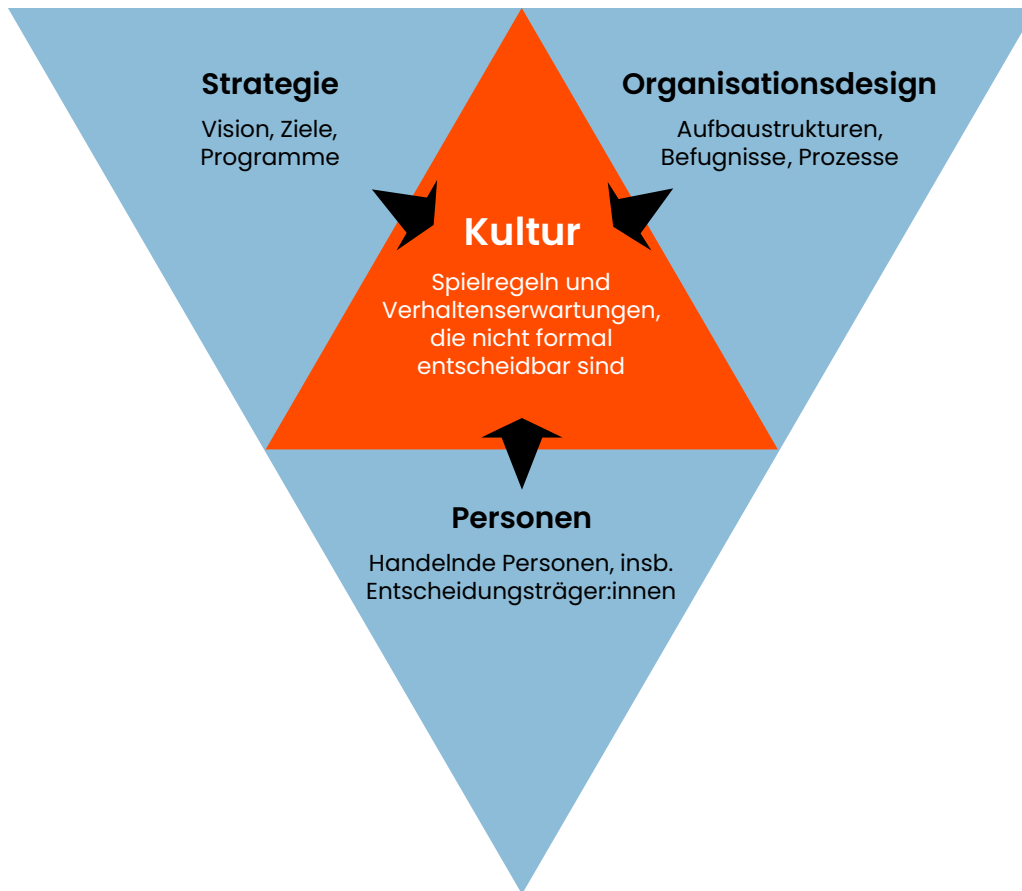 Strategie
Vision, Ziele,
Programme
Organisationsdesign
Aufbaustrukturen,
Befugnisse, Prozesse
Kultur
Spielregeln und
Verhaltenserwartungen,
die nicht formal
entscheidbar sind
Personen
Handelnde Personen, insb.
Entscheidungsträger:innen